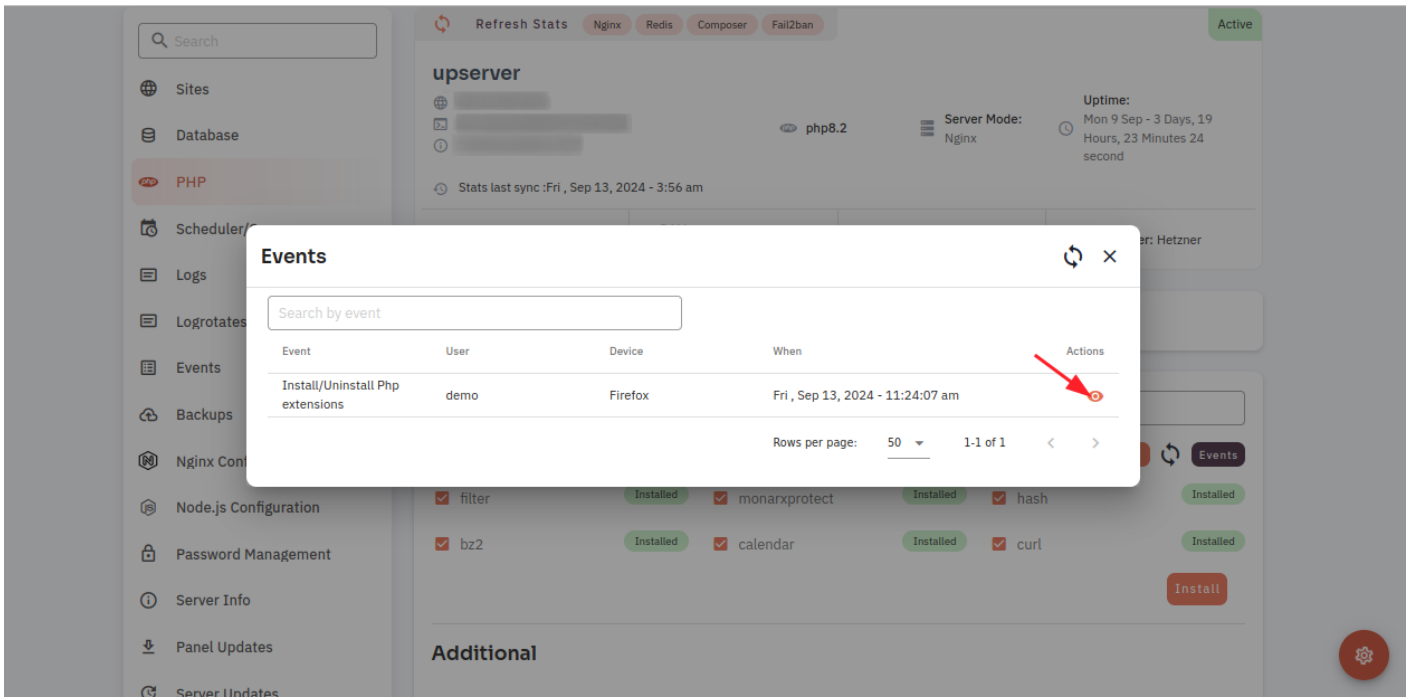 Search
Sites
Database
php
PHP
Scheduler/
Logs
Logrotates
Events
Backups
Nginx Conf
Node.js Configuration
Password Management
Server Info
Panel Updates
Server Updates
Refresh Stats Nginx Redis Composer Fail2ban Active
upserver
php php8.2
Server Mode:
Nginx
Uptime:
Mon 9 Sep - 3 Days, 19
Hours, 23 Minutes 24
second
Stats last sync :Fri , Sep 13, 2024 - 3:56 am
er: Hetzner
Events
Search by event
Event User Device When Actions
Install/Uninstall Php
extensions
demo Firefox Fri , Sep 13, 2024 - 11:24:07 am
Rows per page: 50 1-1 of 1
Events
filter Installed monarxprotect Installed hash Installed
bz2 Installed calendar Installed curl Installed
Install
Additional